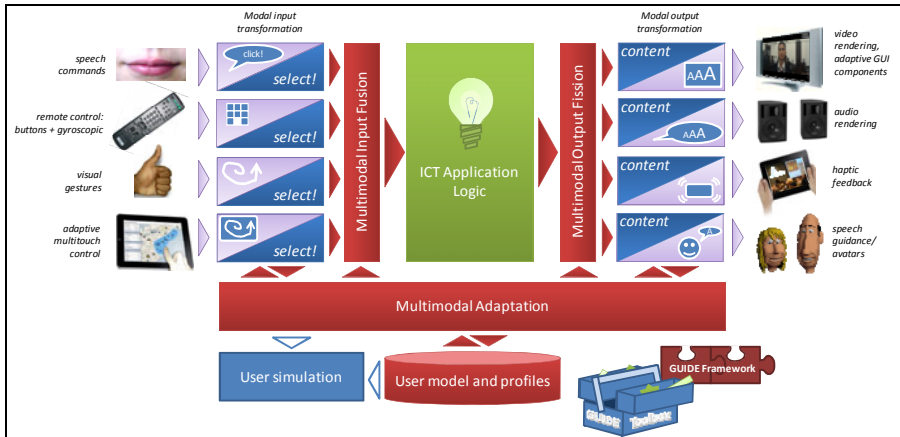 Modal input
transformation
Modal output
transformation
speech
commands
click!
select!
remote control:
buttons + gyroscopic
select!
visual
gestures
select!
adaptive
multitouch
control
select!
Multimodal Input Fusion
ICT Application
Logic
Multimodal Output Fission
content
AAA
video
rendering,
adaptive GUI
components
content
AAA
audio
rendering
content
haptic
feedback
content
A
speech
guidance/
avatars
Multimodal Adaptation
User simulation
User model and profiles
GUIDE Framework
GUIDE Toolbox